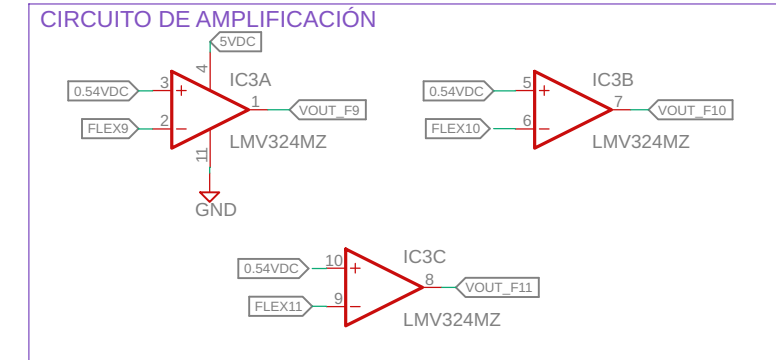 CIRCUITO DE AMPLIFICACIÓN
5VDC
4
IC3A
0.54VDC 3 +
1 VOUT_F9
FLEX9 2 -
LMV324MZ
11
GND
IC3B
0.54VDC 5 +
7 VOUT_F10
FLEX10 6 -
LMV324MZ
IC3C
0.54VDC 10 +
8 VOUT_F11
FLEX11 9 -
LMV324MZ